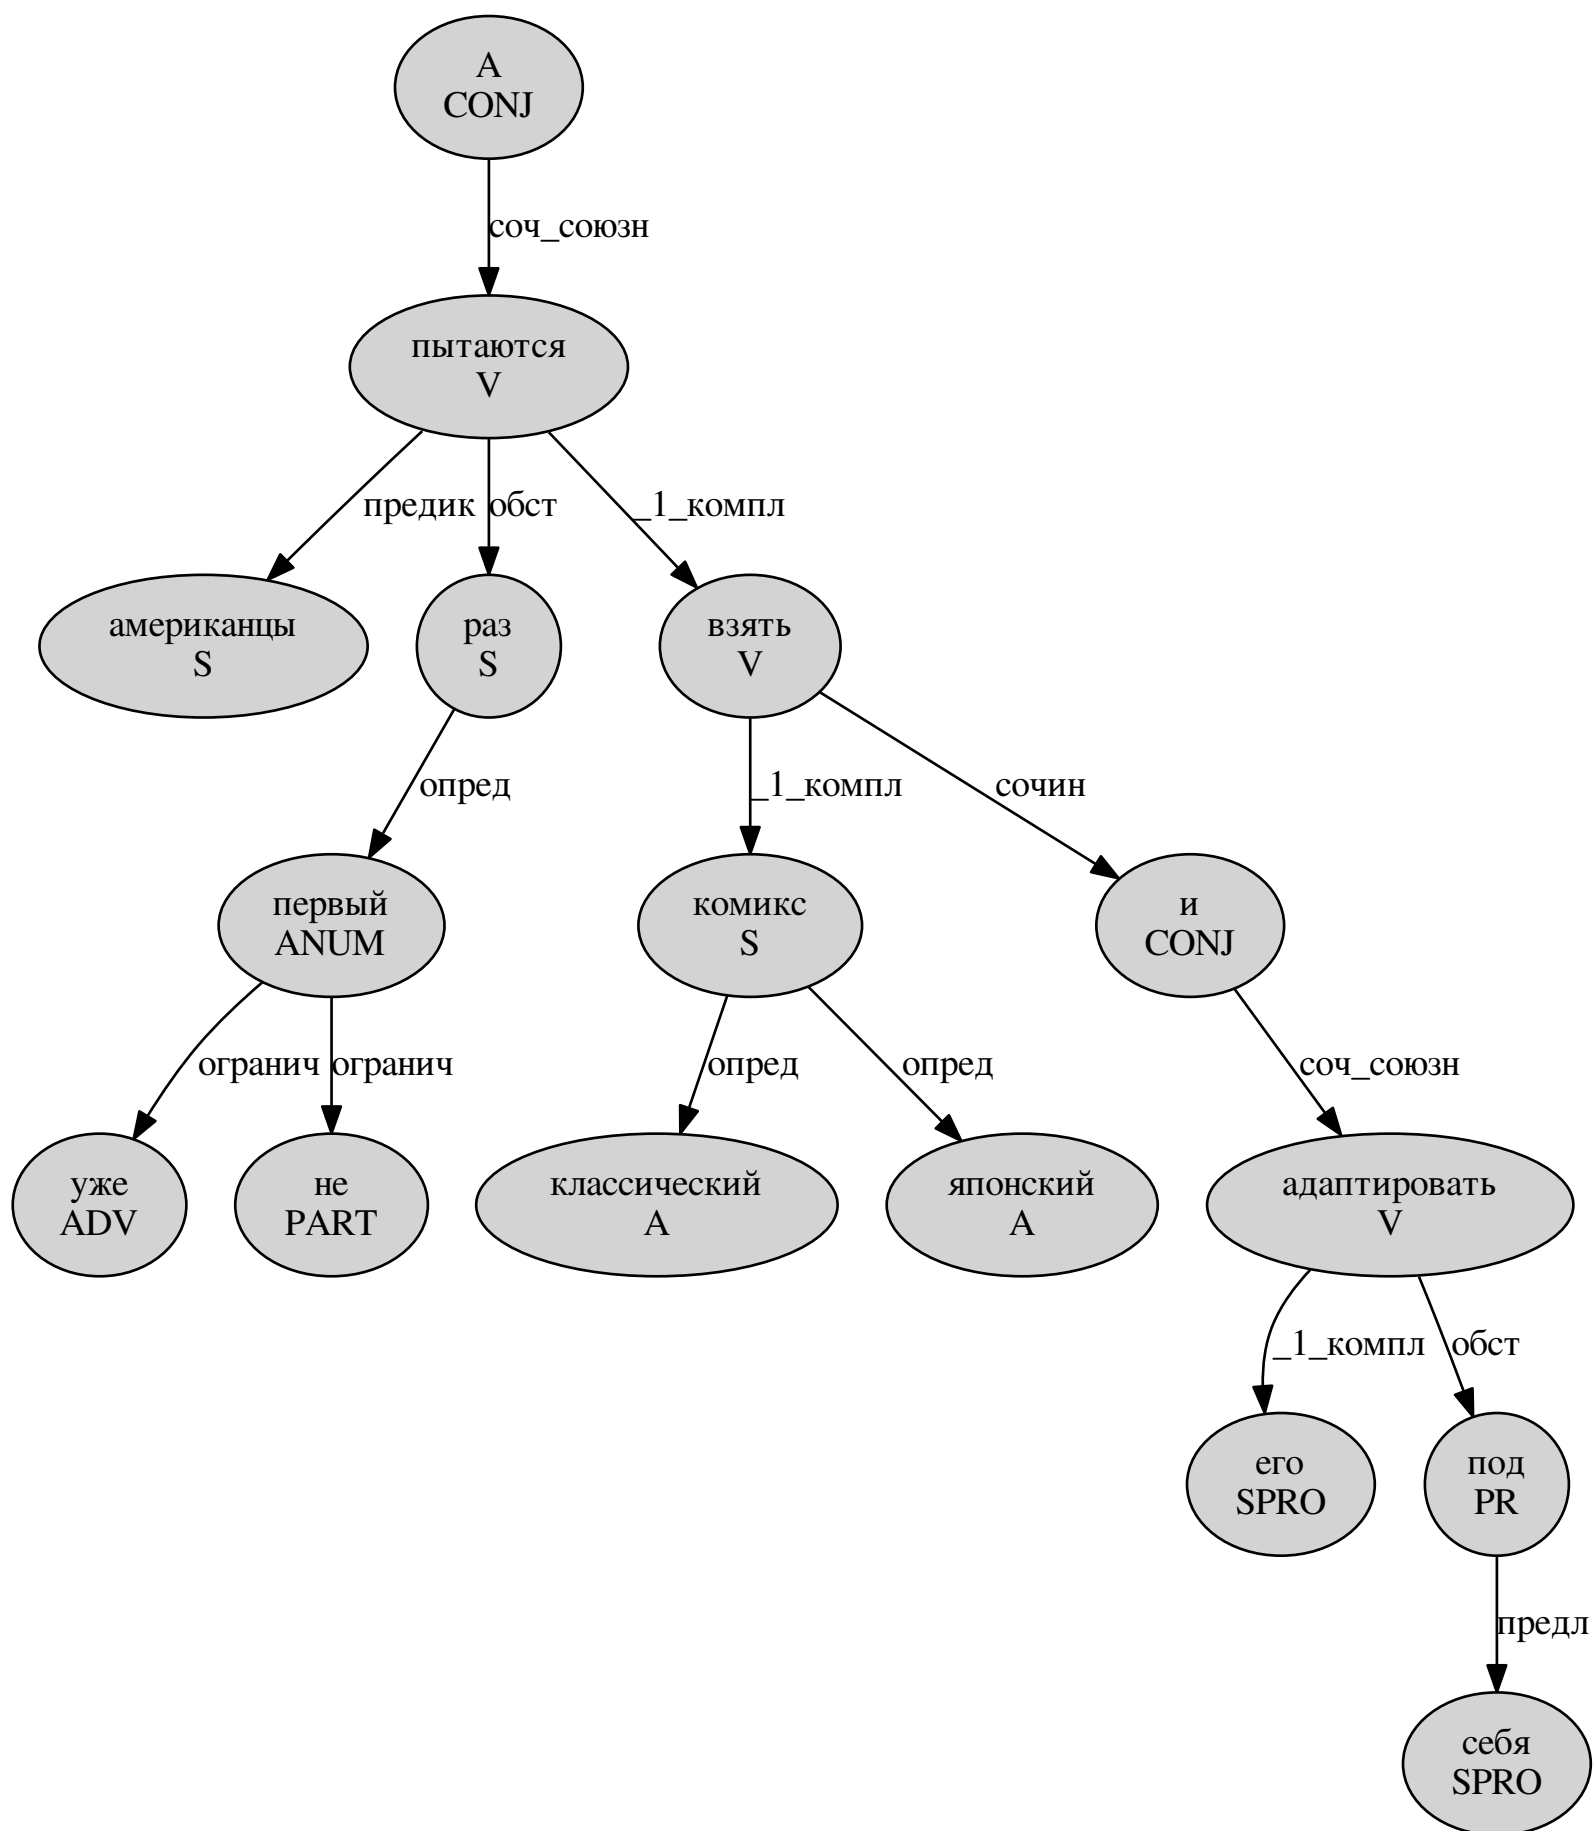 А
CONJ
соч_союзн
пытаются
V
предик
обст
_1_компл
американцы
S
раз
S
взять
V
опред
_1_компл
сочин
первый
ANUM
комикс
S
и
CONJ
огранич
огранич
опред
опред
соч_союзн
уже
ADV
не
PART
классический
A
японский
A
адаптировать
V
_1_компл
обст
его
SPRO
под
PR
предл
себя
SPRO